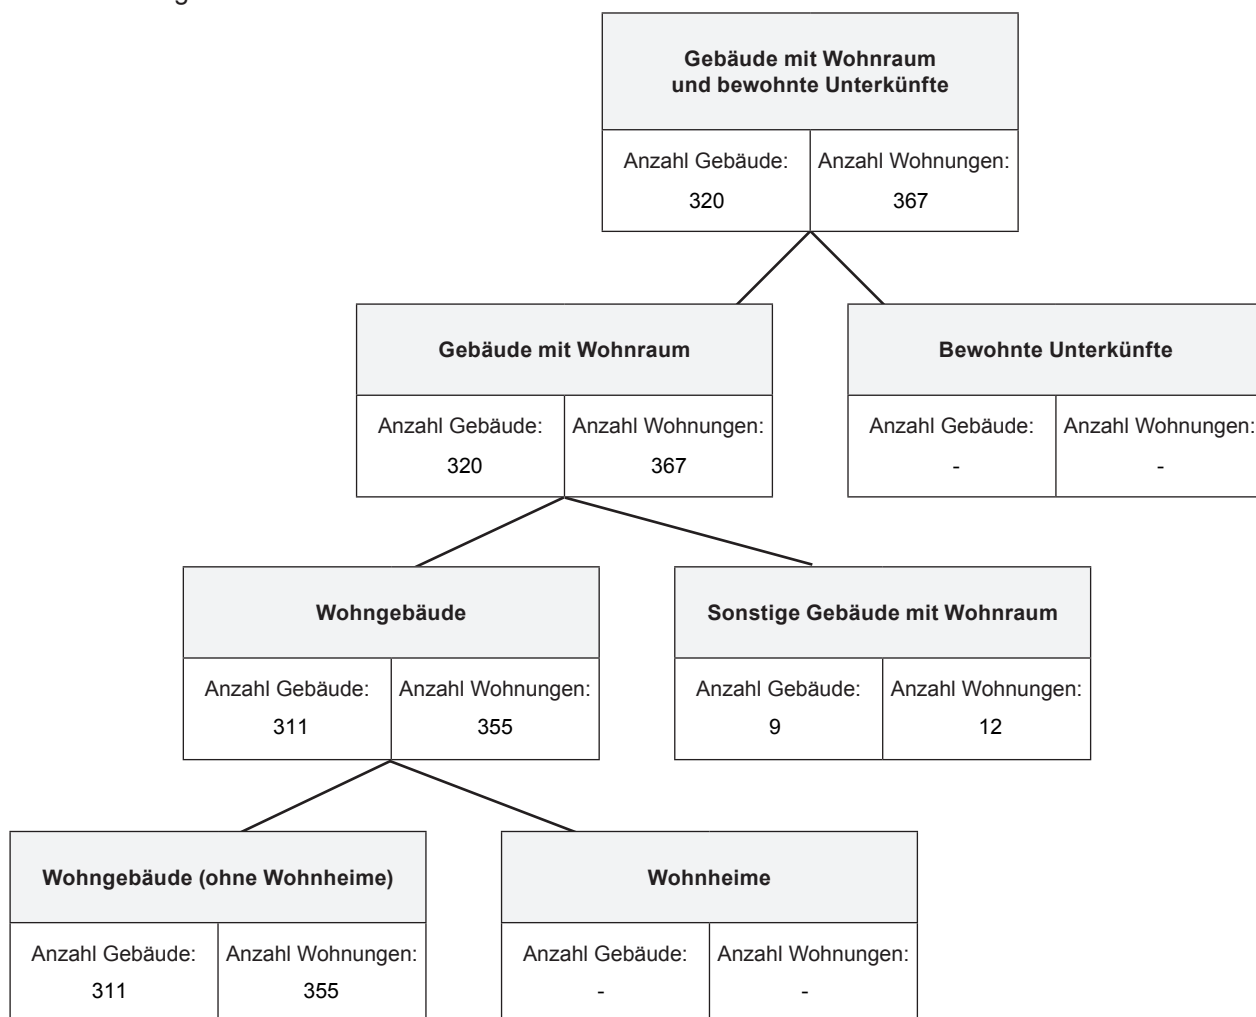 Gebäude mit Wohnraum
und bewohnte Unterkünfte
Anzahl Gebäude: Anzahl Wohnungen:
320 367
Gebäude mit Wohnraum
Anzahl Gebäude: Anzahl Wohnungen:
320 367
Bewohnte Unterkünfte
Anzahl Gebäude: Anzahl Wohnungen:
- -
Wohngebäude
Anzahl Gebäude: Anzahl Wohnungen:
311 355
Sonstige Gebäude mit Wohnraum
Anzahl Gebäude: Anzahl Wohnungen:
9 12
Wohngebäude (ohne Wohnheime)
Anzahl Gebäude: Anzahl Wohnungen:
311 355
Wohnheime
Anzahl Gebäude: Anzahl Wohnungen:
- -